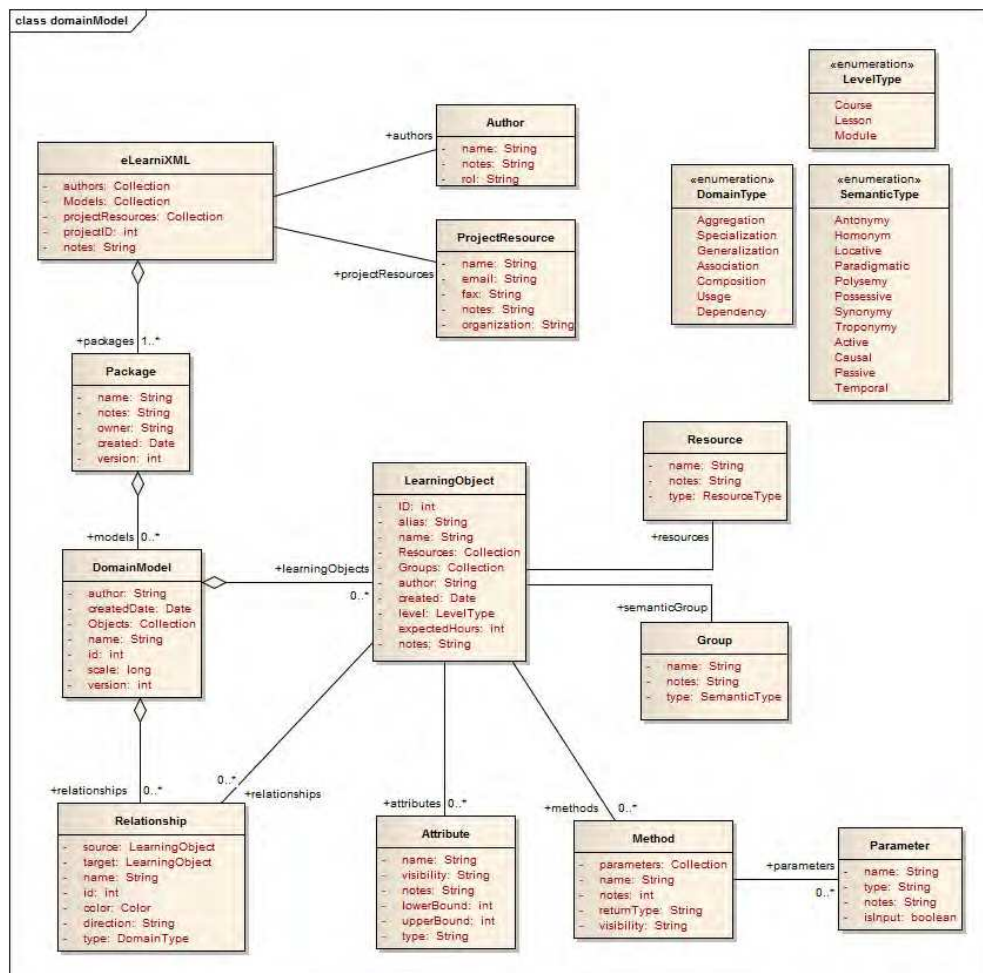 class domainModel
«enumeration»
LevelType
Course
Lesson
Module
+authors
Author
- name: String
- notes: String
- rol: String
eLearniXML
- authors: Collection
- Models: Collection
- projectResources: Collection
- projectID: int
- notes: String
«enumeration»
DomainType
Aggregation
Specialization
Generalization
Association
Composition
Usage
Dependency
«enumeration»
SemanticType
Antonymy
Homonym
Locative
Paradigmatic
Polysemy
Possessive
Synonymy
Troponymy
Active
Causal
Passive
Temporal
+projectResources
ProjectResource
- name: String
- email: String
- fax: String
- notes: String
- organization: String
+packages 1..*
Package
- name: String
- notes: String
- owner: String
- created: Date
- version: int
+models 0..*
DomainModel
- author: String
- createdDate: Date
- Objects: Collection
- name: String
- id: int
- scale: long
- version: int
+learningObjects
0..*
LearningObject
- ID: int
- alias: String
- name: String
- Resources: Collection
- Groups: Collection
- author: String
- created: Date
- level: LevelType
- expectedHours: int
- notes: String
Resource
- name: String
- notes: String
- type: ResourceType
+resources
+semanticGroup
Group
- name: String
- notes: String
- type: SemanticType
+relationships 0..*
0..*
+relationships
Relationship
- source: LearningObject
- target: LearningObject
- name: String
- id: int
- color: Color
- direction: String
- type: DomainType
+attributes 0..*
Attribute
- name: String
- visibility: String
- notes: String
- lowerBound: int
- upperBound: int
- type: String
+methods 0..*
Method
- parameters: Collection
- name: String
- notes: int
- returnType: String
- visibility: String
+parameters
0..*
Parameter
- name: String
- type: String
- notes: String
- isInput: boolean